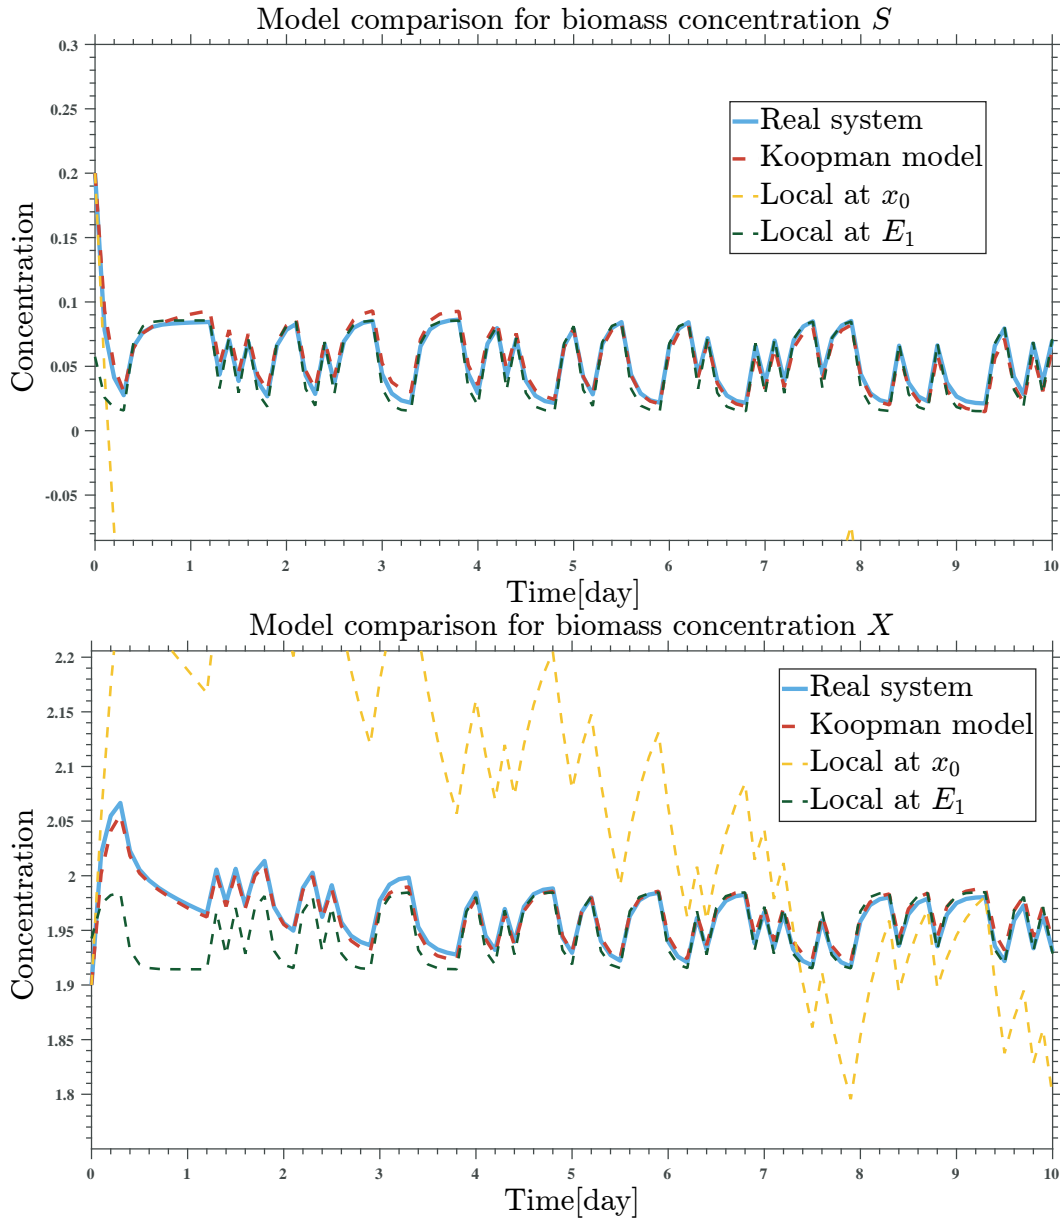 Model comparison for biomass concentration S
0.3
0.25
0.2
0.15
0.1
0.05
0
-0.05
Concentration
Real system
Koopman model
Local at x₀
Local at E₁
0 1 2 3 4 5 6 7 8 9 10
Time[day]
Model comparison for biomass concentration X
2.2
2.15
2.1
2.05
2
1.95
1.9
1.85
1.8
Concentration
Real system
Koopman model
Local at x₀
Local at E₁
0 1 2 3 4 5 6 7 8 9 10
Time[day]